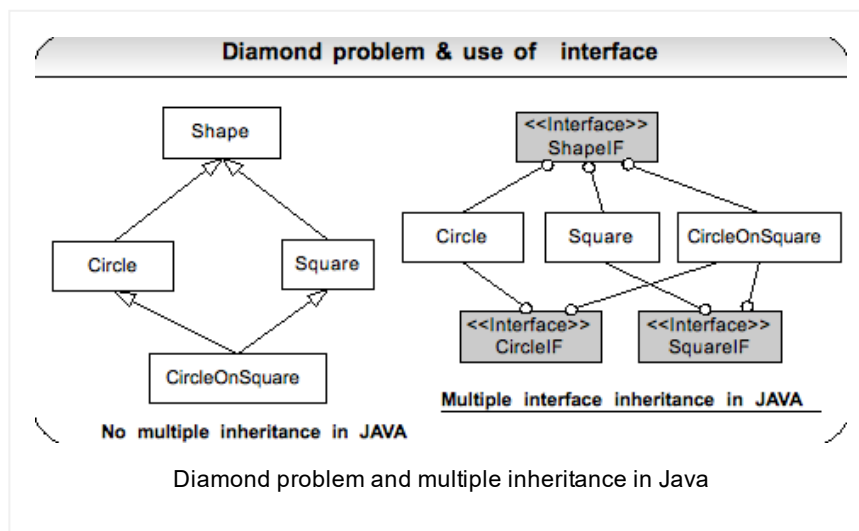 Diamond problem & use of interface
Shape
Circle
Square
CircleOnSquare
No multiple inheritance in JAVA
<<Interface>>
ShapeIF
Circle
Square
CircleOnSquare
<<Interface>>
CircleIF
<<Interface>>
SquareIF
Multiple interface inheritance in JAVA
Diamond problem and multiple inheritance in Java